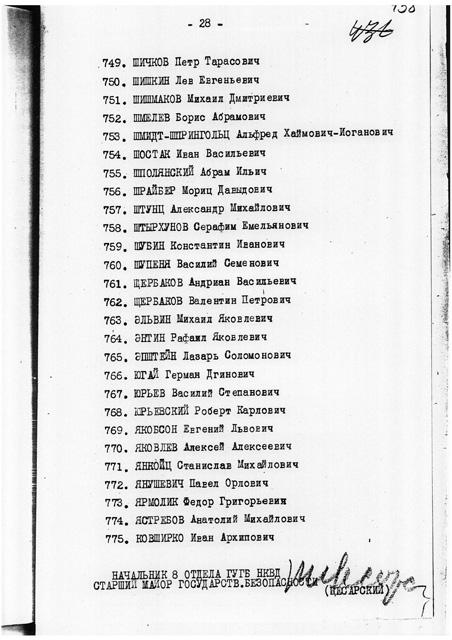 - 28 -
749. ШИЧКОВ Петр Тарасович
750. ШИШКИН Лев Евгеньевич
751. ШИШМАКОВ Михаил Дмитриевич
752. ШМЕЛЕВ Борис Абрамович
753. ШМИДТ-ШПРИНГОЛЬЦ Альфред Хаймович-Иоганович
754. ШОСТАК Иван Васильевич
755. ШПОЛЯНСКИЙ Абрам Ильич
756. ШРАЙБЕР Мориц Давыдович
757. ШТУНЦ Александр Михайлович
758. ШТЫРХУНОВ Серафим Емельянович
759. ШУБИН Константин Иванович
760. ШУПЕНЯ Василий Семенович
761. ЩЕРБАКОВ Андриан Васильевич
762. ЩЕРБАКОВ Валентин Петрович
763. ЭЛЬВИН Михаил Яковлевич
764. ЭНТИН Рафаил Яковлевич
765. ЭПШТЕЙН Лазарь Соломонович
766. ЮГАЙ Герман Дгинович
767. ЮРЬЕВ Василий Степанович
768. ЮРЬЕВСКИЙ Роберт Карлович
769. ЯКОБСОН Евгений Львович
770. ЯКОВЛЕВ Алексей Алексеевич
771. ЯНКОЙЦ Станислав Михайлович
772. ЯНУШЕВИЧ Павел Орлович
773. ЯРМОЛИК Федор Григорьевич
774. ЯСТРЕБОВ Анатолий Михайлович
775. КОВШИРКО Иван Архипович
НАЧАЛЬНИК 8 ОТДЕЛА ГУГБ НКВД
СТАРШИЙ МАЙОР ГОСУДАРСТВ.БЕЗОПАСНОСТИ
(ЦЕСАРСКИЙ)